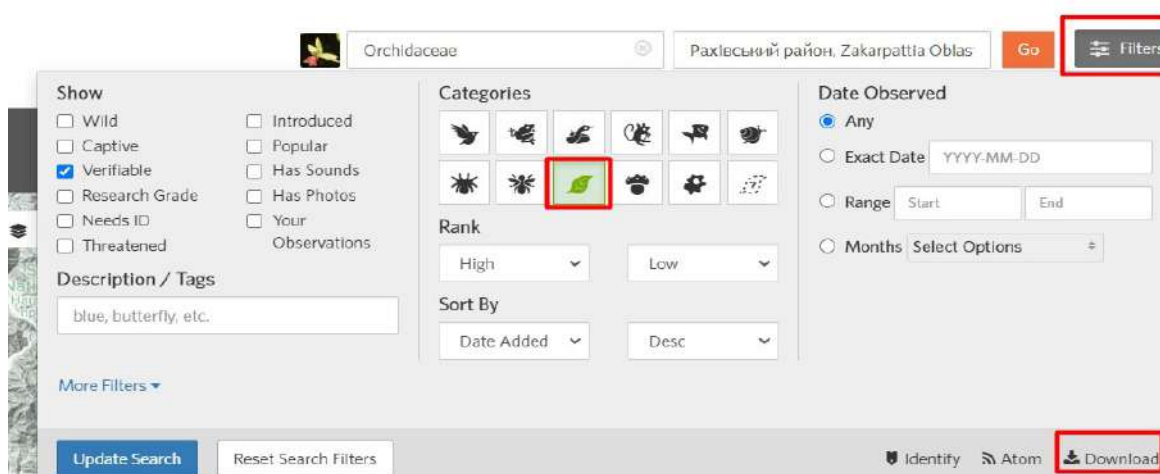 Orchidaceae
Рахівський район, Zakarpattia Oblas
Go
Filters
Show
Wild
Captive
Verifiable
Research Grade
Needs ID
Threatened
Introduced
Popular
Has Sounds
Has Photos
Your
Observations
Description / Tags
blue, butterfly, etc.
More Filters
Categories
Rank
High
Low
Sort By
Date Added
Desc
Date Observed
Any
Exact Date YYYY-MM-DD
Range Start End
Months Select Options
Update Search
Reset Search Filters
Identify
Atom
Download